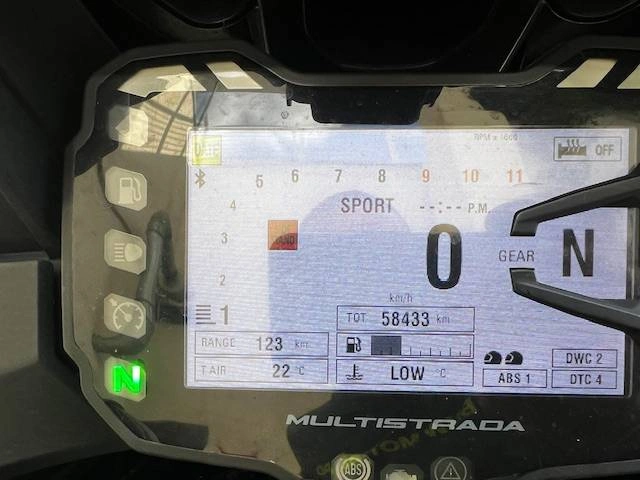 RPM x 1000
OFF
5 6 7 8 9 10 11
4 SPORT --:-- P.M.
3
0 GEAR N
2
km/h
1
TOT 58433 km
RANGE 123 km
T AIR 22 °C
LOW °C
ABS 1
DWC 2
DTC 4
N
MULTISTRADA
ABS